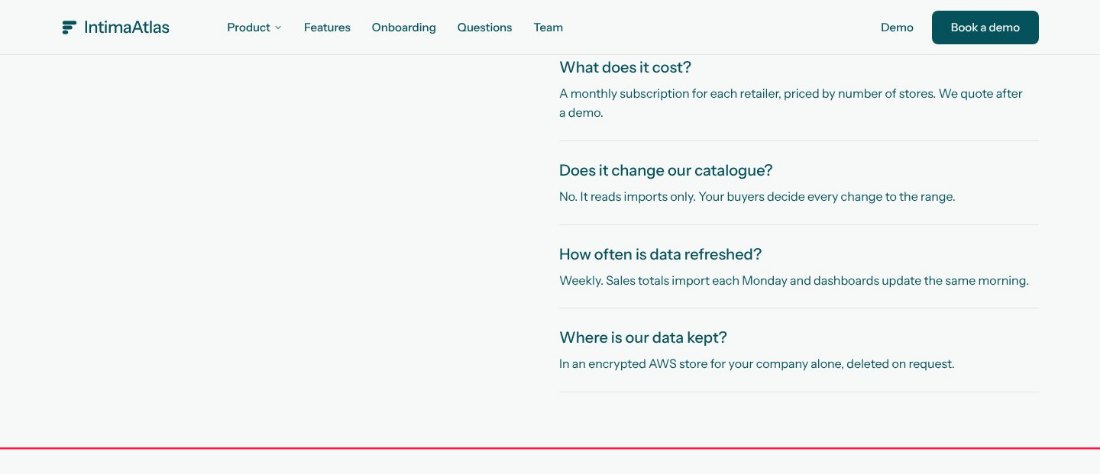 IntimaAtlas
Product
Features
Onboarding
Questions
Team
Demo
Book a demo
What does it cost?
A monthly subscription for each retailer, priced by number of stores. We quote after
a demo.
Does it change our catalogue?
No. It reads imports only. Your buyers decide every change to the range.
How often is data refreshed?
Weekly. Sales totals import each Monday and dashboards update the same morning.
Where is our data kept?
In an encrypted AWS store for your company alone, deleted on request.